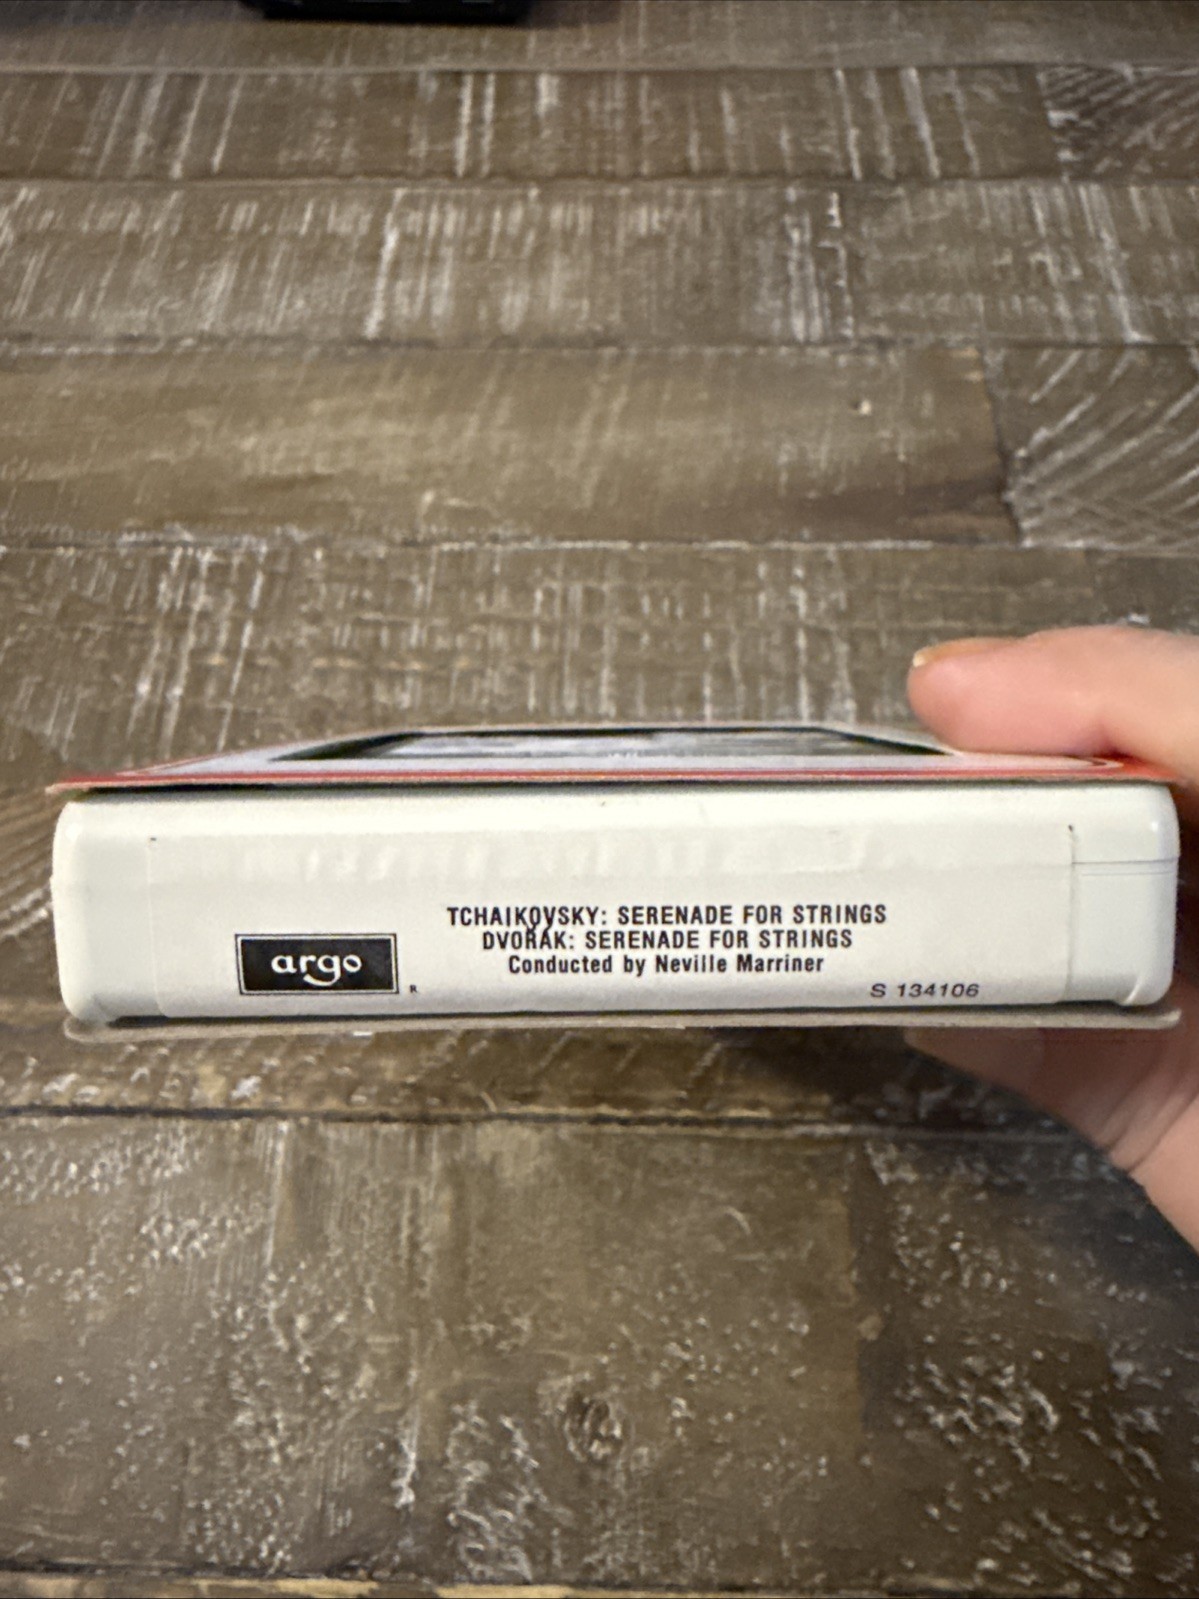 TCHAIKOVSKY: SERENADE FOR STRINGS
DVOŘÁK: SERENADE FOR STRINGS
Conducted by Neville Marriner
argo
R
S 134106